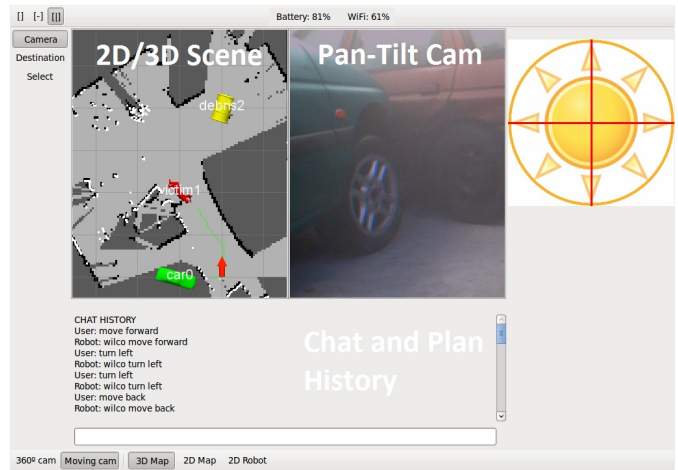 [] [-] [|]
Battery: 81% WiFi: 61%
Camera
Destination
Select
2D/3D Scene
Pan-Tilt Cam
debris2
victim1
car0
CHAT HISTORY
User: move forward
Robot: wilco move forward
User: turn left
Robot: wilco turn left
User: turn left
Robot: wilco turn left
User: move back
Robot: wilco move back
Chat and Plan
History
360º cam Moving cam 3D Map 2D Map 2D Robot